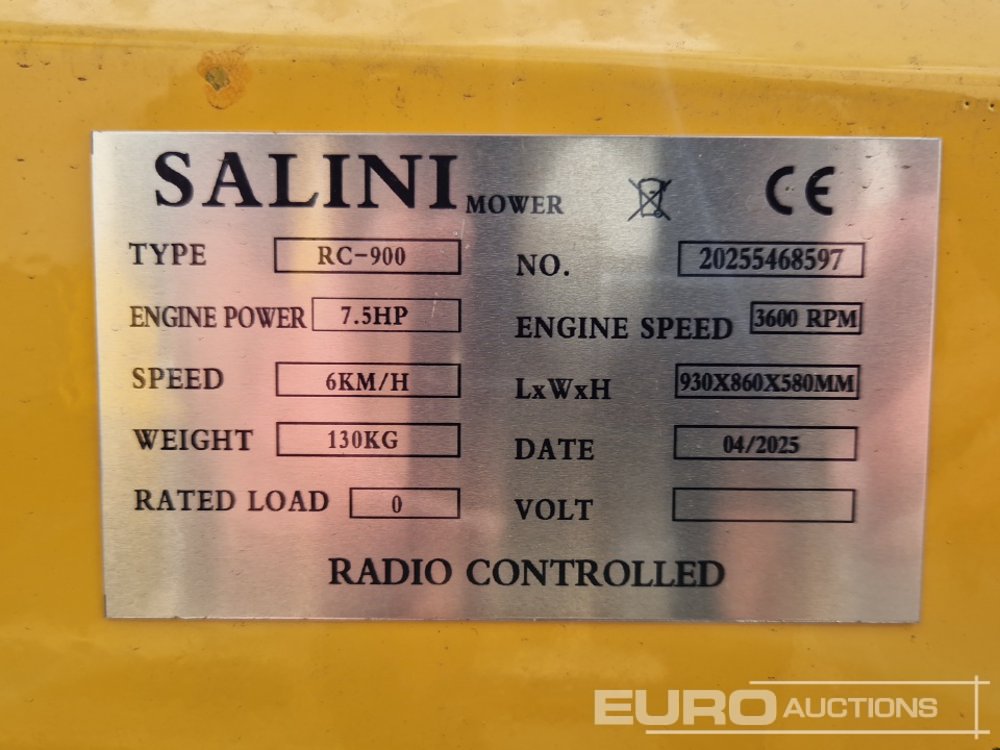 SALINI MOWER CE
TYPE RC-900 NO. 20255468597
ENGINE POWER 7.5HP ENGINE SPEED 3600 RPM
SPEED 6KM/H LxWxH 930X860X580MM
WEIGHT 130KG DATE 04/2025
RATED LOAD 0 VOLT
RADIO CONTROLLED
EURO AUCTIONS